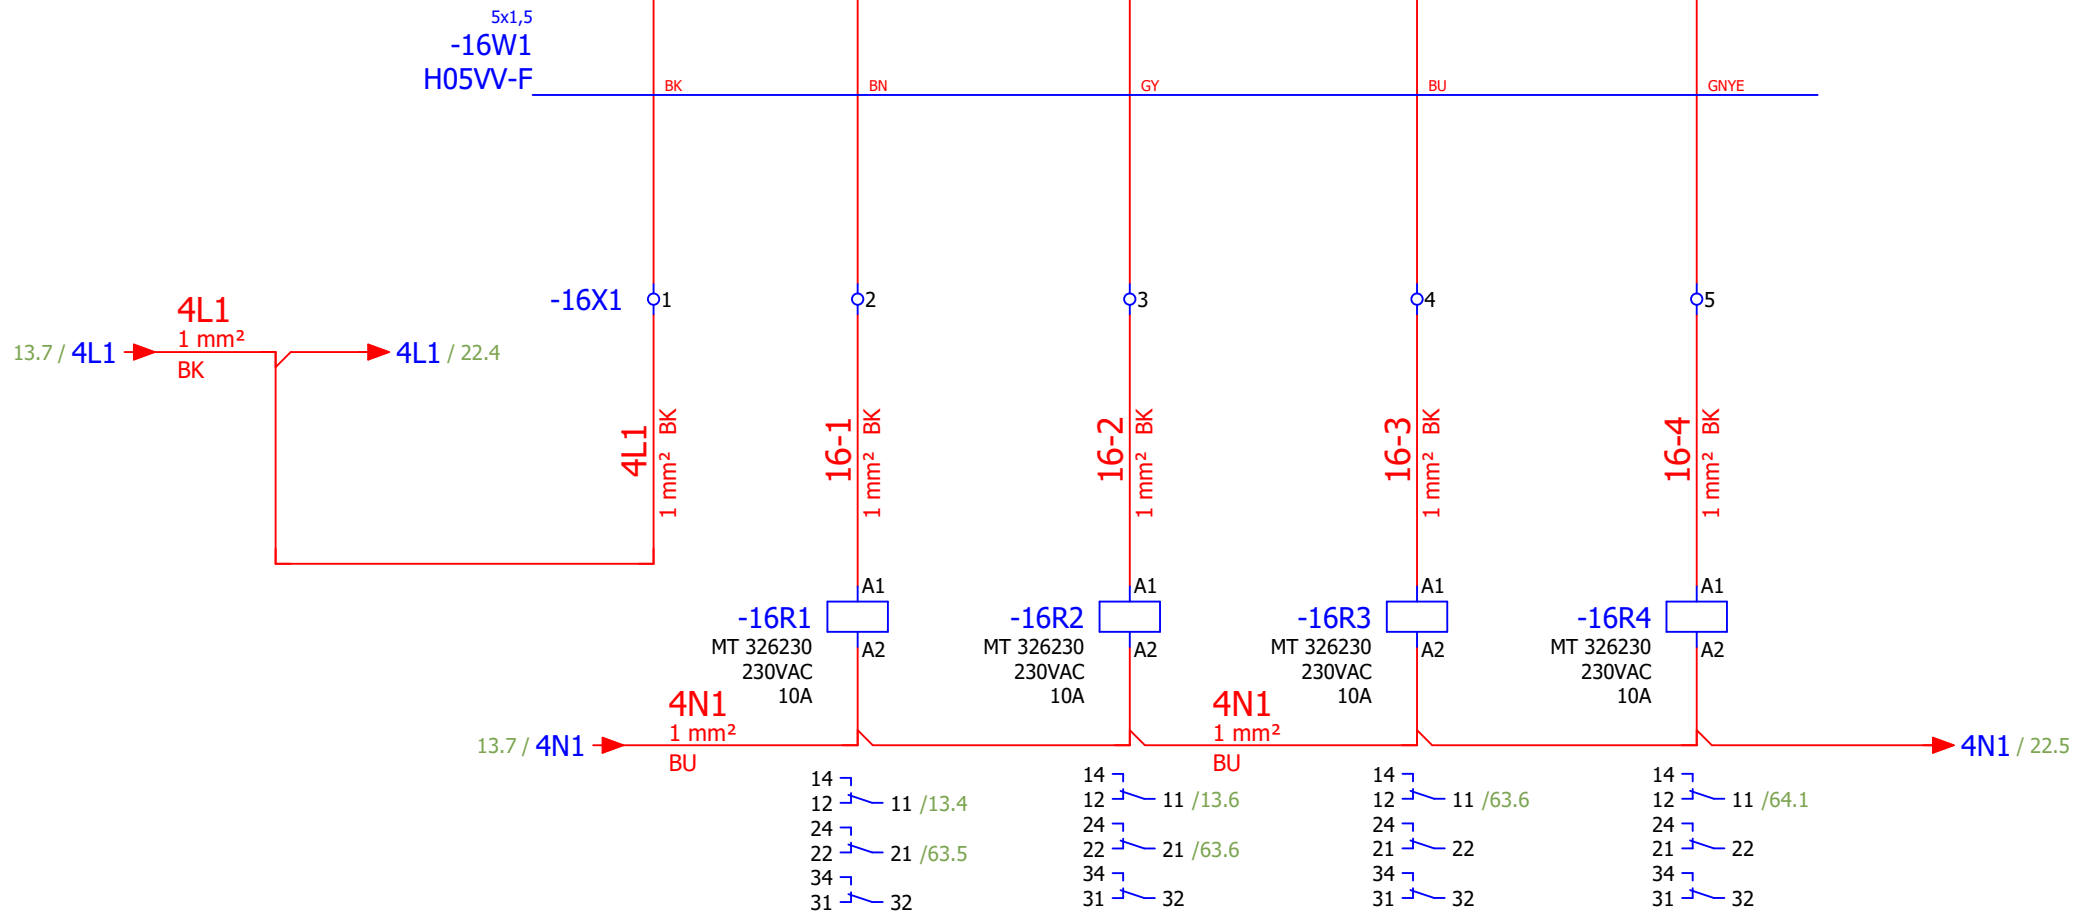 5x1,5
-16W1
H05VV-F
BK BN GY BU GNYE
-16X1 1 2 3 4 5
4L1
1 mm²
13.7 / 4L1 4L1 / 22.4
BK
4L1 1 mm² BK
16-1 1 mm² BK
16-2 1 mm² BK
16-3 1 mm² BK
16-4 1 mm² BK
A1 A1 A1 A1
-16R1 -16R2 -16R3 -16R4
MT 326230 A2 MT 326230 A2 MT 326230 A2 MT 326230 A2
230VAC 230VAC 230VAC 230VAC
10A 10A 10A 10A
4N1 4N1
1 mm² 1 mm²
13.7 / 4N1 4N1 / 22.5
BU BU
14 14 14 14
12 11 /13.4 12 11 /13.6 12 11 /63.6 12 11 /64.1
24 24 24 24
22 21 /63.5 22 21 /63.6 21 22 21 22
34 34 34 34
31 32 31 32 31 32 31 32